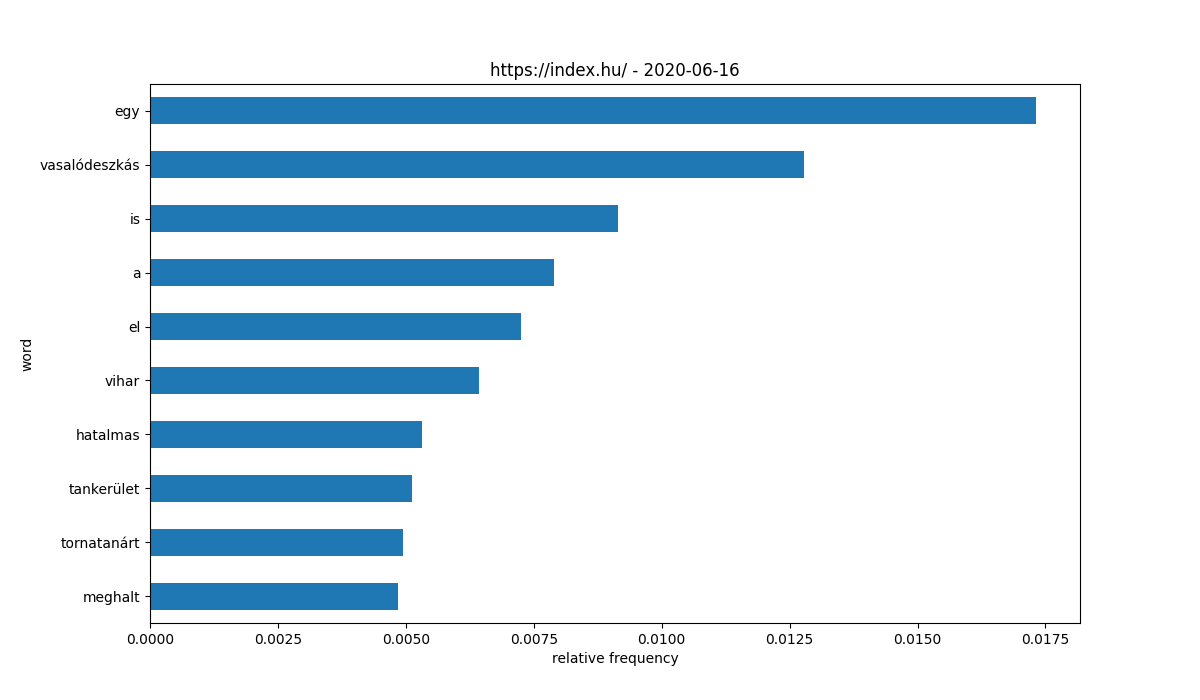 https://index.hu/ - 2020-06-16
egy
vasalódeszkás
is
a
el
vihar
hatalmas
tankerület
tornatanárt
meghalt
word
0.0000 0.0025 0.0050 0.0075 0.0100 0.0125 0.0150 0.0175
relative frequency